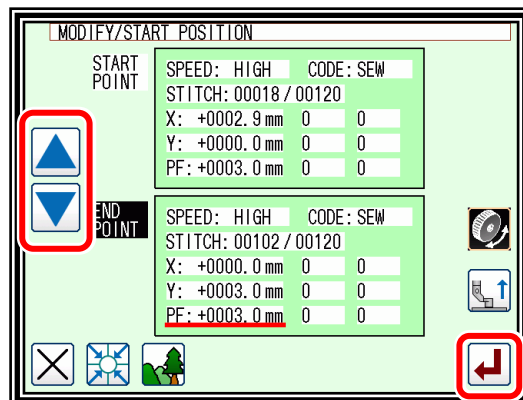 MODIFY/START POSITION
START
POINT
SPEED: HIGH CODE: SEW
STITCH: 00018 / 00120
X: +0002.9 mm 0 0
Y: +0000.0 mm 0 0
PF: +0003.0 mm 0 0
END
POINT
SPEED: HIGH CODE: SEW
STITCH: 00102 / 00120
X: +0000.0 mm 0 0
Y: +0003.0 mm 0 0
PF: +0003.0 mm 0 0